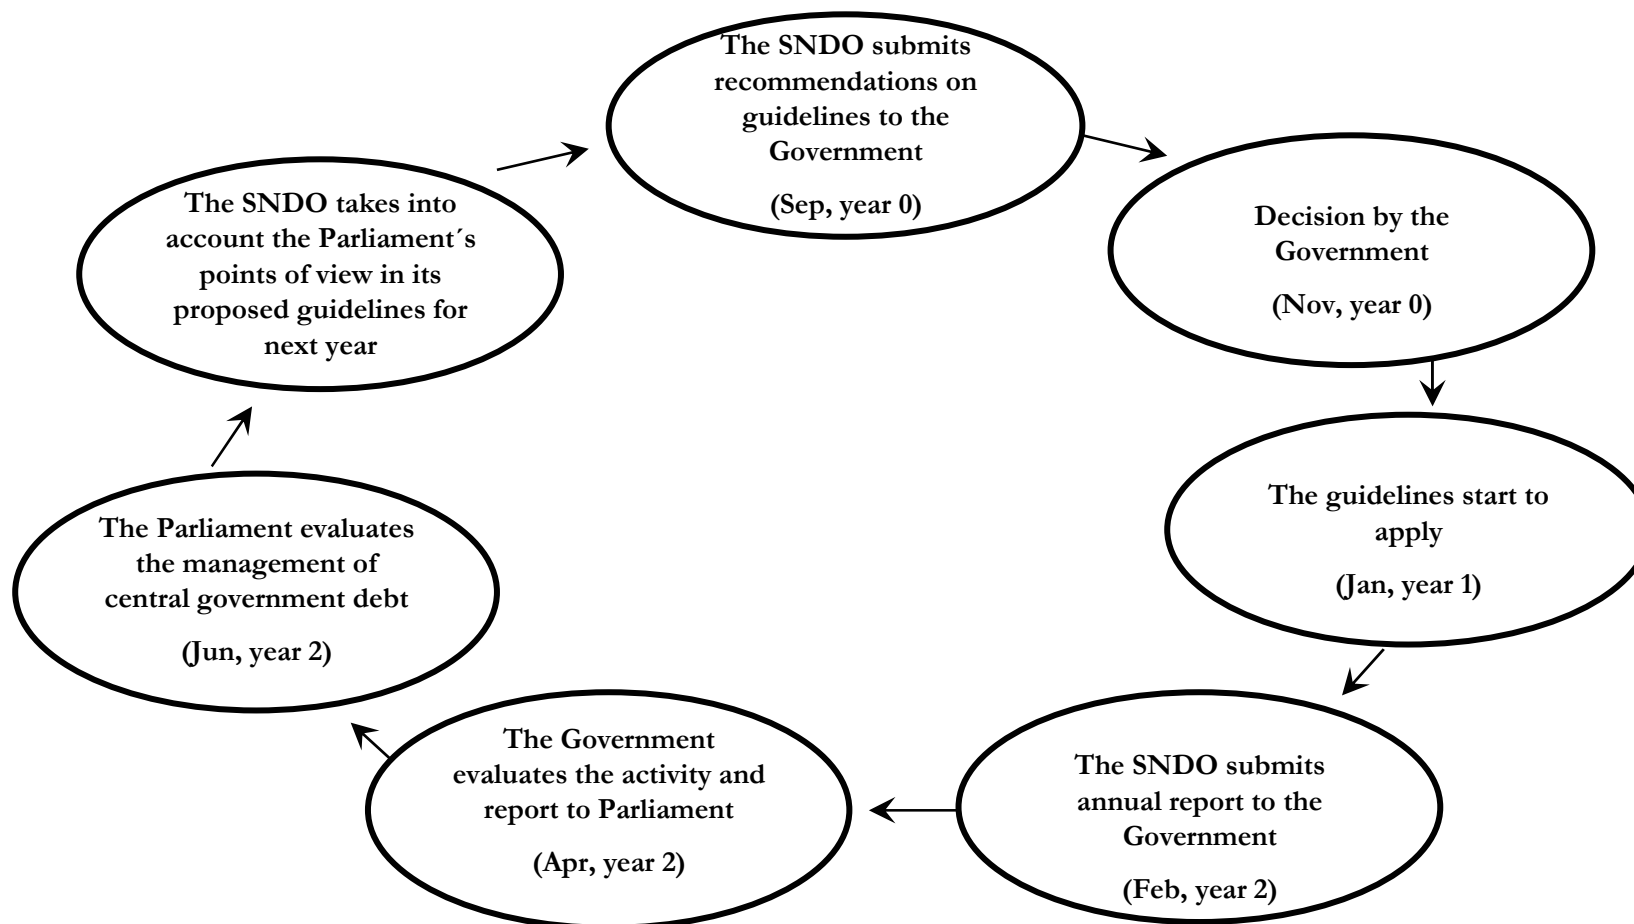 The SNDO submits
recommendations on
guidelines to the
Government
(Sep, year 0)
Decision by the
Government
(Nov, year 0)
The guidelines start to
apply
(Jan, year 1)
The SNDO submits
annual report to the
Government
(Feb, year 2)
The Government
evaluates the activity and
report to Parliament
(Apr, year 2)
The Parliament evaluates
the management of
central government debt
(Jun, year 2)
The SNDO takes into
account the Parliament´s
points of view in its
proposed guidelines for
next year